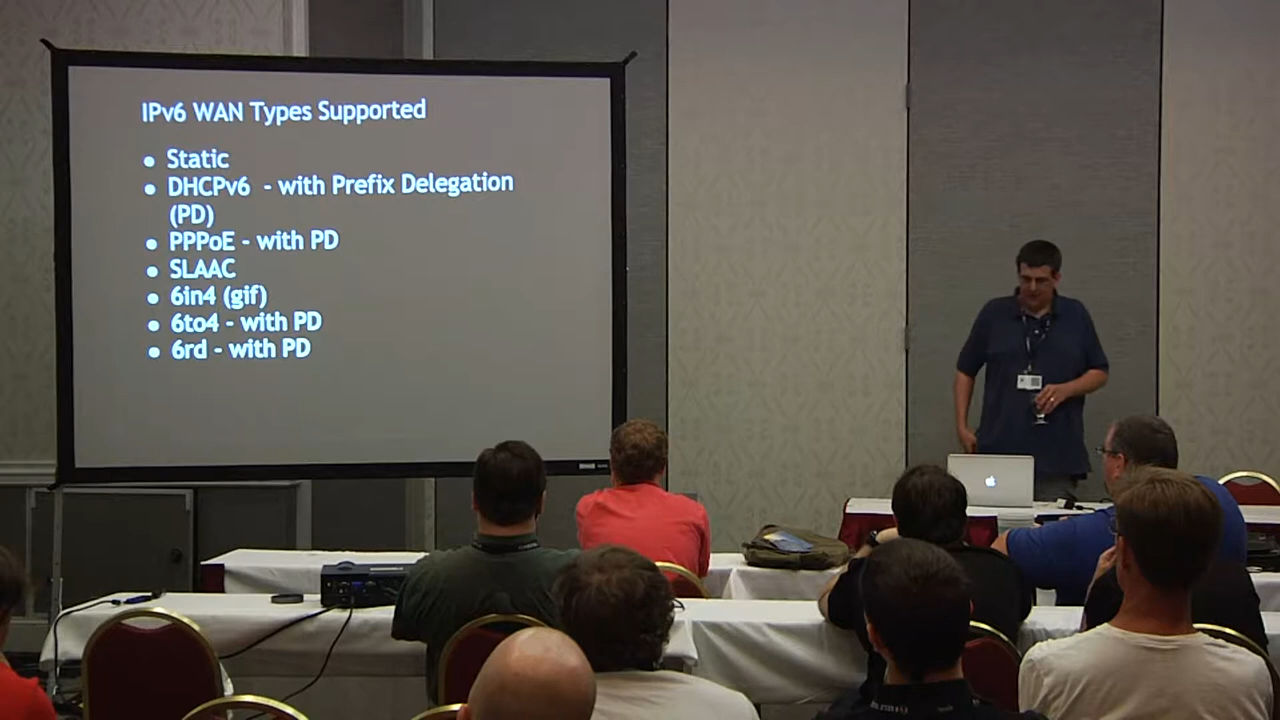 IPv6 WAN Types Supported
● Static
● DHCPv6 - with Prefix Delegation
(PD)
● PPPoE - with PD
● SLAAC
● 6in4 (gif)
● 6to4 - with PD
● 6rd - with PD